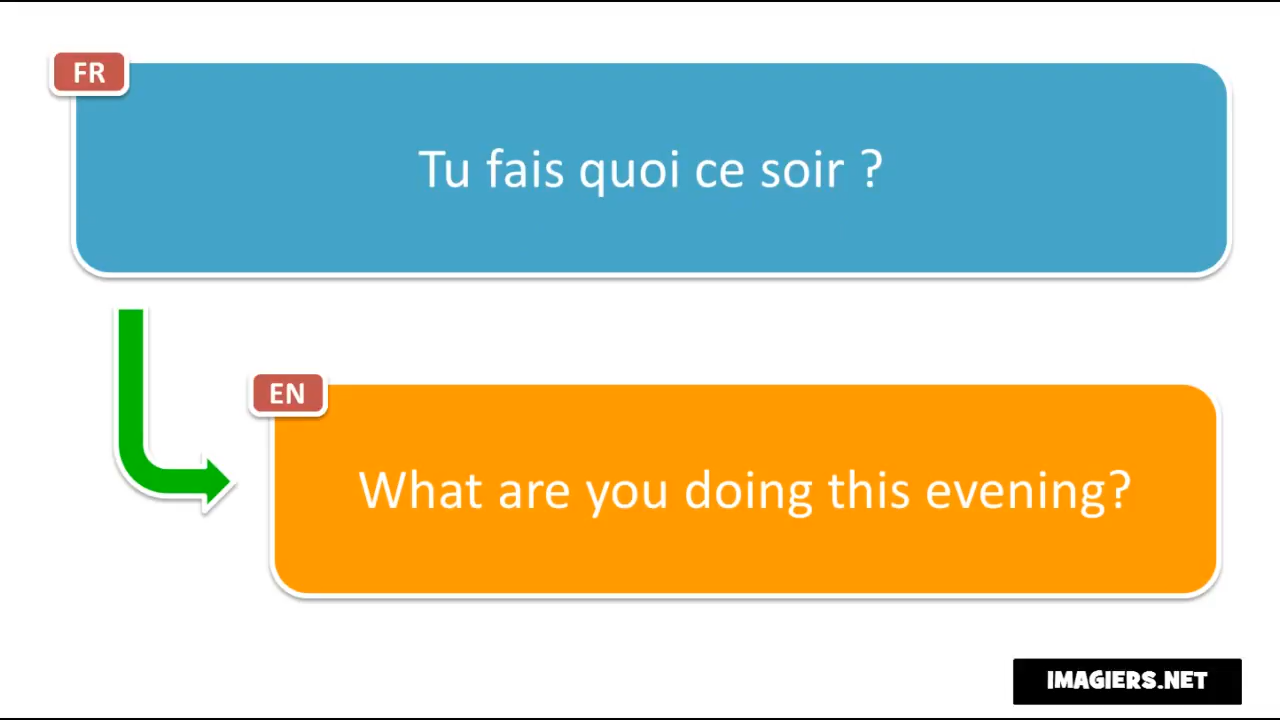 FR
Tu fais quoi ce soir ?
EN
What are you doing this evening?
IMAGIERS.NET